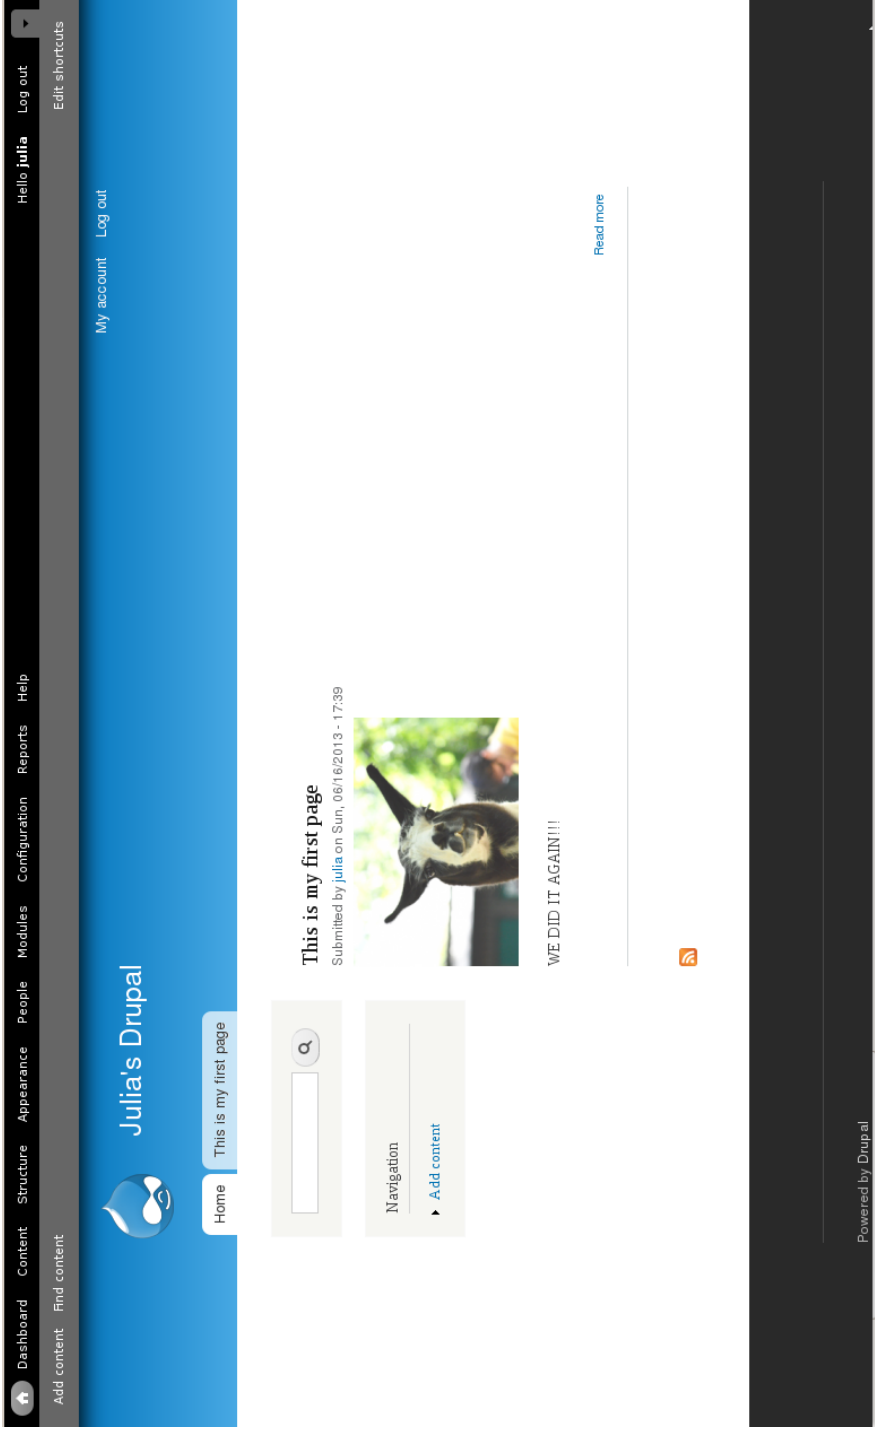 Dashboard Content Structure Appearance People Modules Configuration Reports Help Hello julia Log out
Add content Find content Edit shortcuts
My account Log out
Julia's Drupal
Home This is my first page
This is my first page
Submitted by julia on Sun, 06/16/2013 - 17:39
WE DID IT AGAIN!!!
Read more
Navigation
Add content
Powered by Drupal